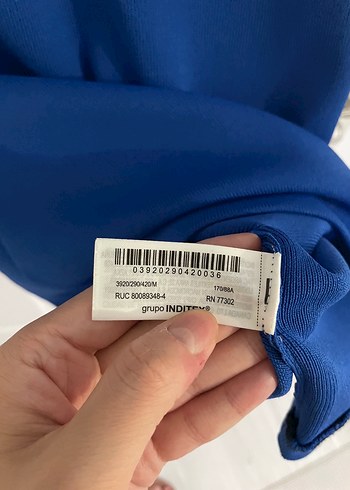 03920290420036
3920/290/420/M
170/88A
RUC 80089348-4
RN 77302
grupo INDITEX®